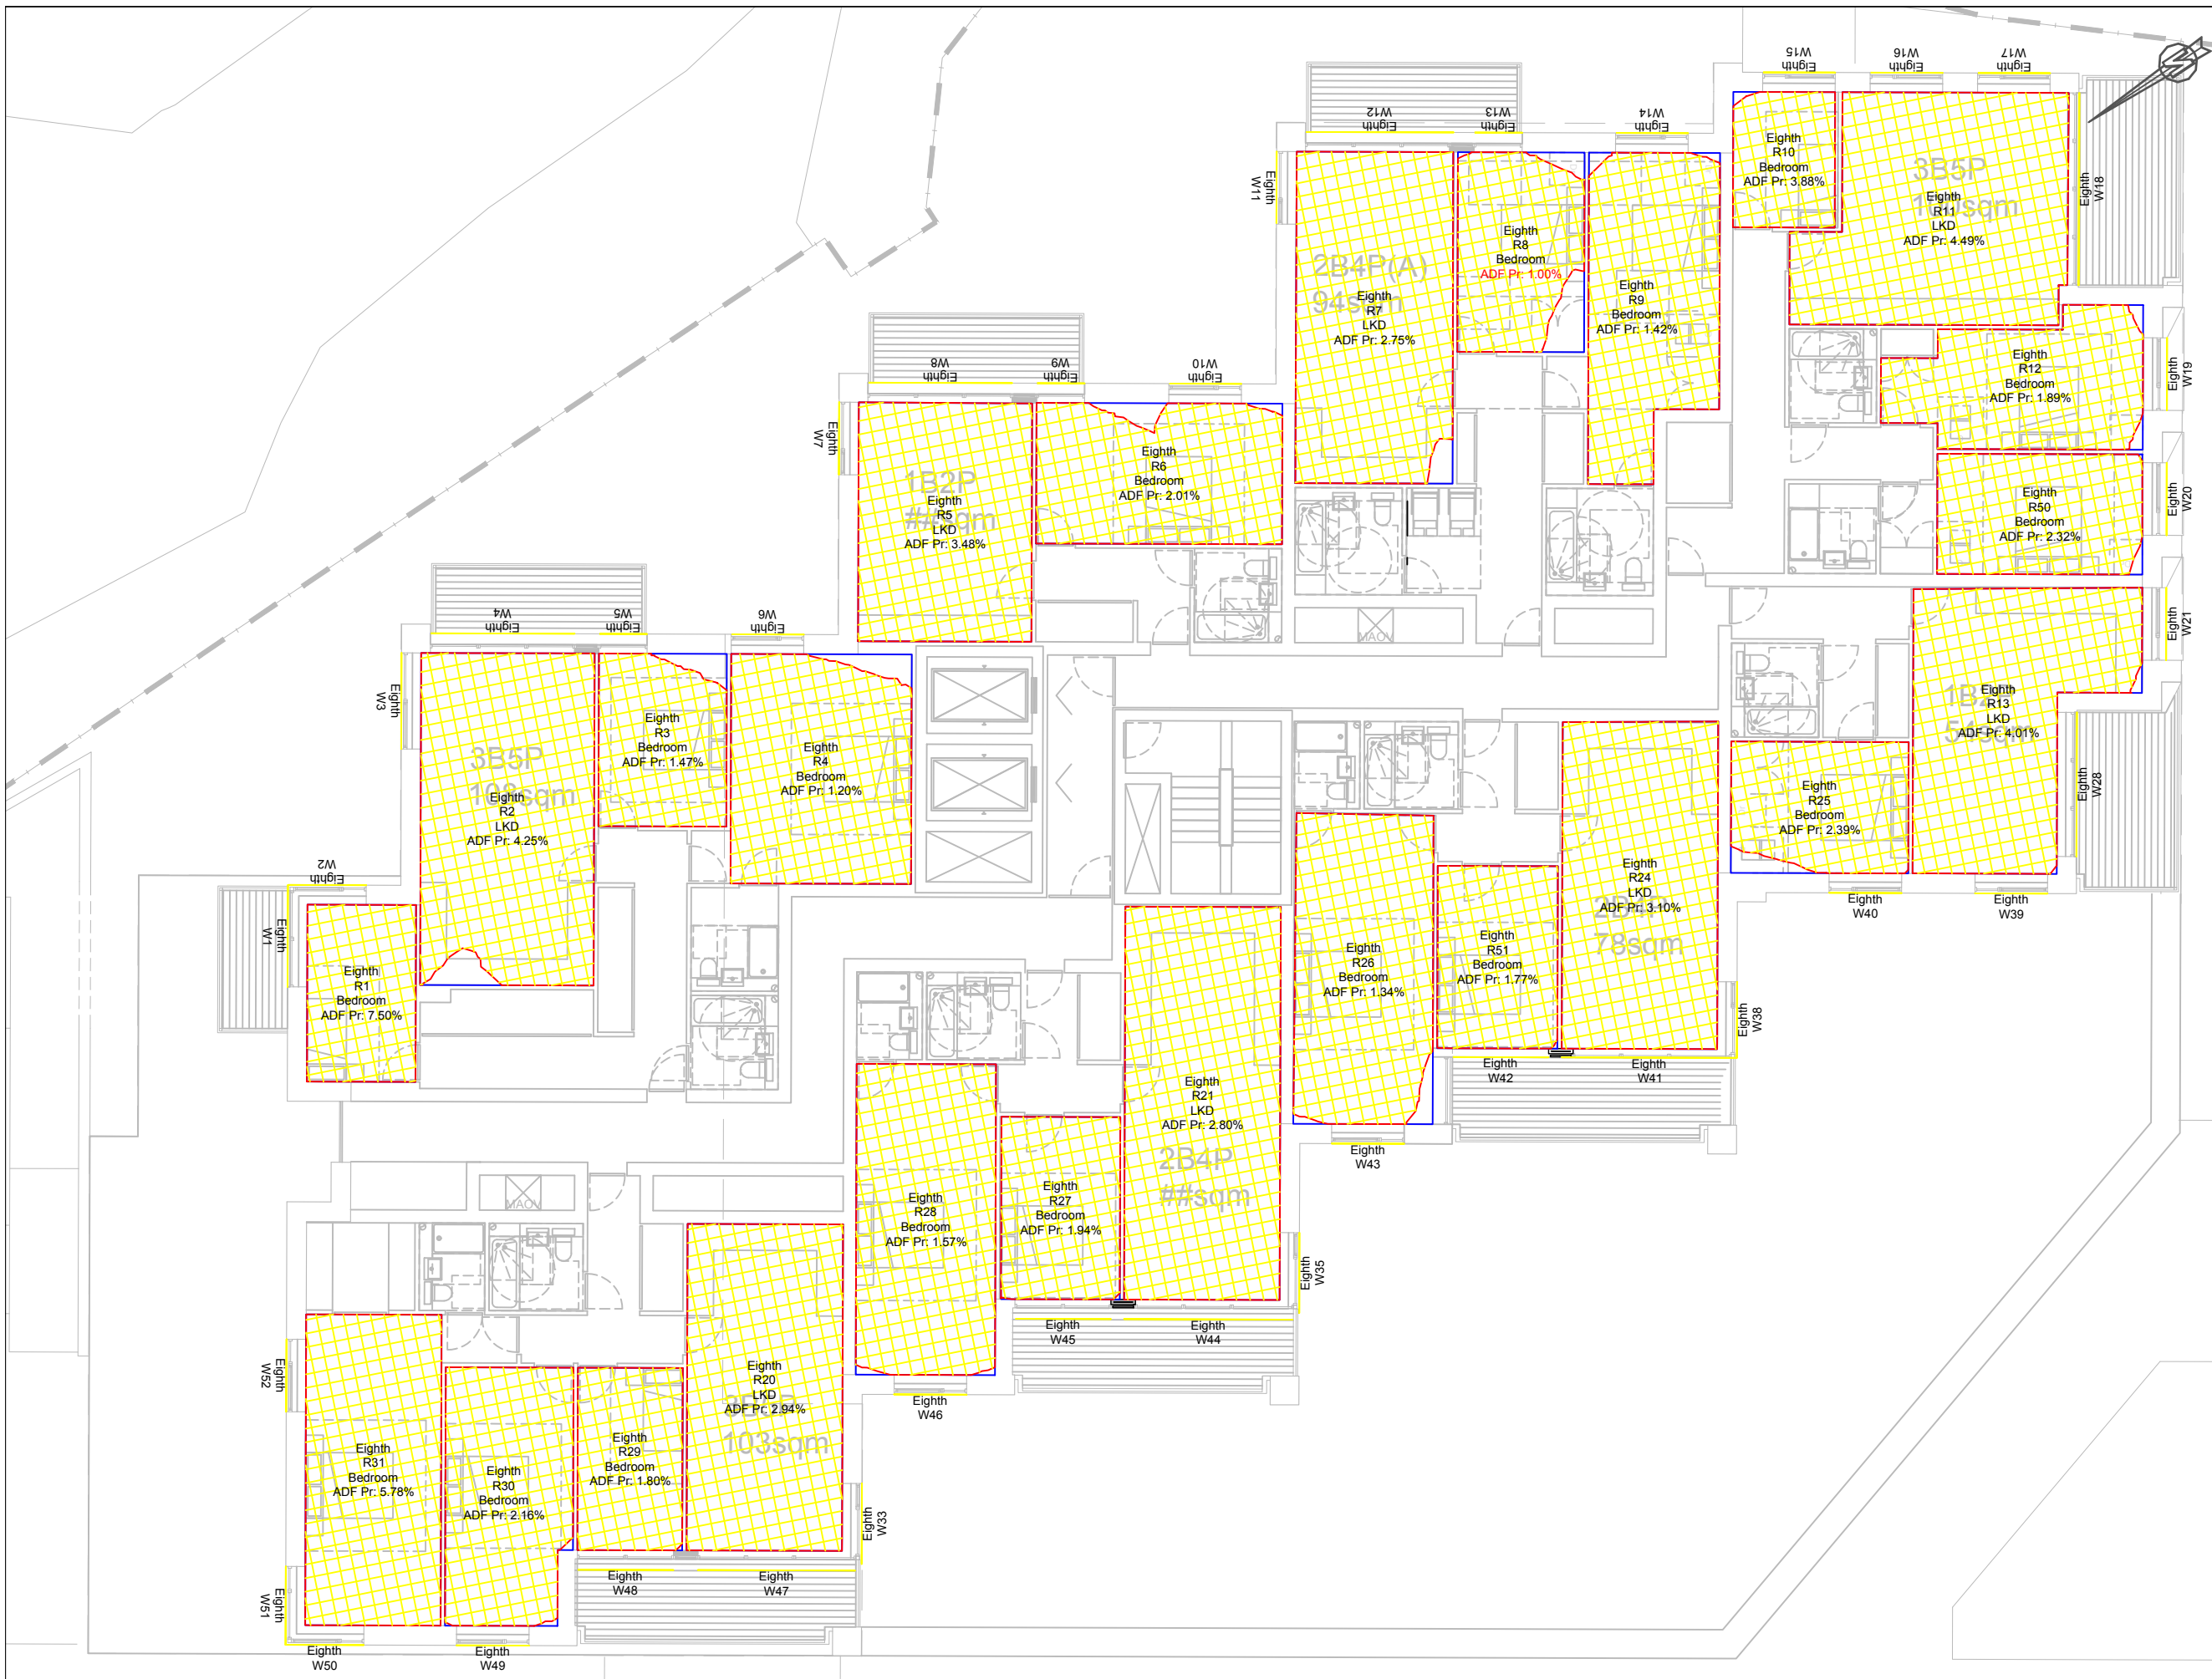 Eighth
W15
Eighth
W16
Eighth
W17
N
Eighth
W12
Eighth
W13
Eighth
W14
Eighth
R10
Bedroom
ADF Pr: 3.88%
3B5P
Eighth
R11
LKD
ADF Pr: 4.49%
Eighth
W18
Eighth
W11
2B4P(A)
94sqm
Eighth
R7
LKD
ADF Pr: 2.75%
Eighth
R8
Bedroom
ADF Pr: 1.00%
Eighth
R9
Bedroom
ADF Pr: 1.42%
Eighth
R12
Bedroom
ADF Pr: 1.89%
Eighth
W19
Eighth
W8
Eighth
W9
Eighth
W10
Eighth
W7
1B2P
##sqm
Eighth
R5
LKD
ADF Pr: 3.48%
Eighth
R6
Bedroom
ADF Pr: 2.01%
Eighth
R50
Bedroom
ADF Pr: 2.32%
Eighth
W20
Eighth
W4
Eighth
W5
Eighth
W6
MAOV
Eighth
W21
Eighth
W3
3B5P
108sqm
Eighth
R2
LKD
ADF Pr: 4.25%
Eighth
R3
Bedroom
ADF Pr: 1.47%
Eighth
R4
Bedroom
ADF Pr: 1.20%
1B2P
51sqm
Eighth
R13
LKD
ADF Pr: 4.01%
Eighth
W28
Eighth
R25
Bedroom
ADF Pr: 2.39%
Eighth
W40
Eighth
W39
Eighth
W2
Eighth
W1
Eighth
R1
Bedroom
ADF Pr: 7.50%
Eighth
R26
Bedroom
ADF Pr: 1.34%
Eighth
R51
Bedroom
ADF Pr: 1.77%
Eighth
R24
LKD
ADF Pr: 3.10%
2B4P
78sqm
Eighth
W38
Eighth
W42
Eighth
W41
Eighth
W43
Eighth
R21
LKD
ADF Pr: 2.80%
2B4P
##sqm
Eighth
R27
Bedroom
ADF Pr: 1.94%
Eighth
R28
Bedroom
ADF Pr: 1.57%
Eighth
W35
Eighth
W45
Eighth
W44
Eighth
W46
MAOV
Eighth
W52
Eighth
R20
LKD
ADF Pr: 2.94%
103sqm
Eighth
R29
Bedroom
ADF Pr: 1.80%
Eighth
R30
Bedroom
ADF Pr: 2.16%
Eighth
R31
Bedroom
ADF Pr: 5.78%
Eighth
W33
Eighth
W48
Eighth
W47
Eighth
W51
Eighth
W50
Eighth
W49